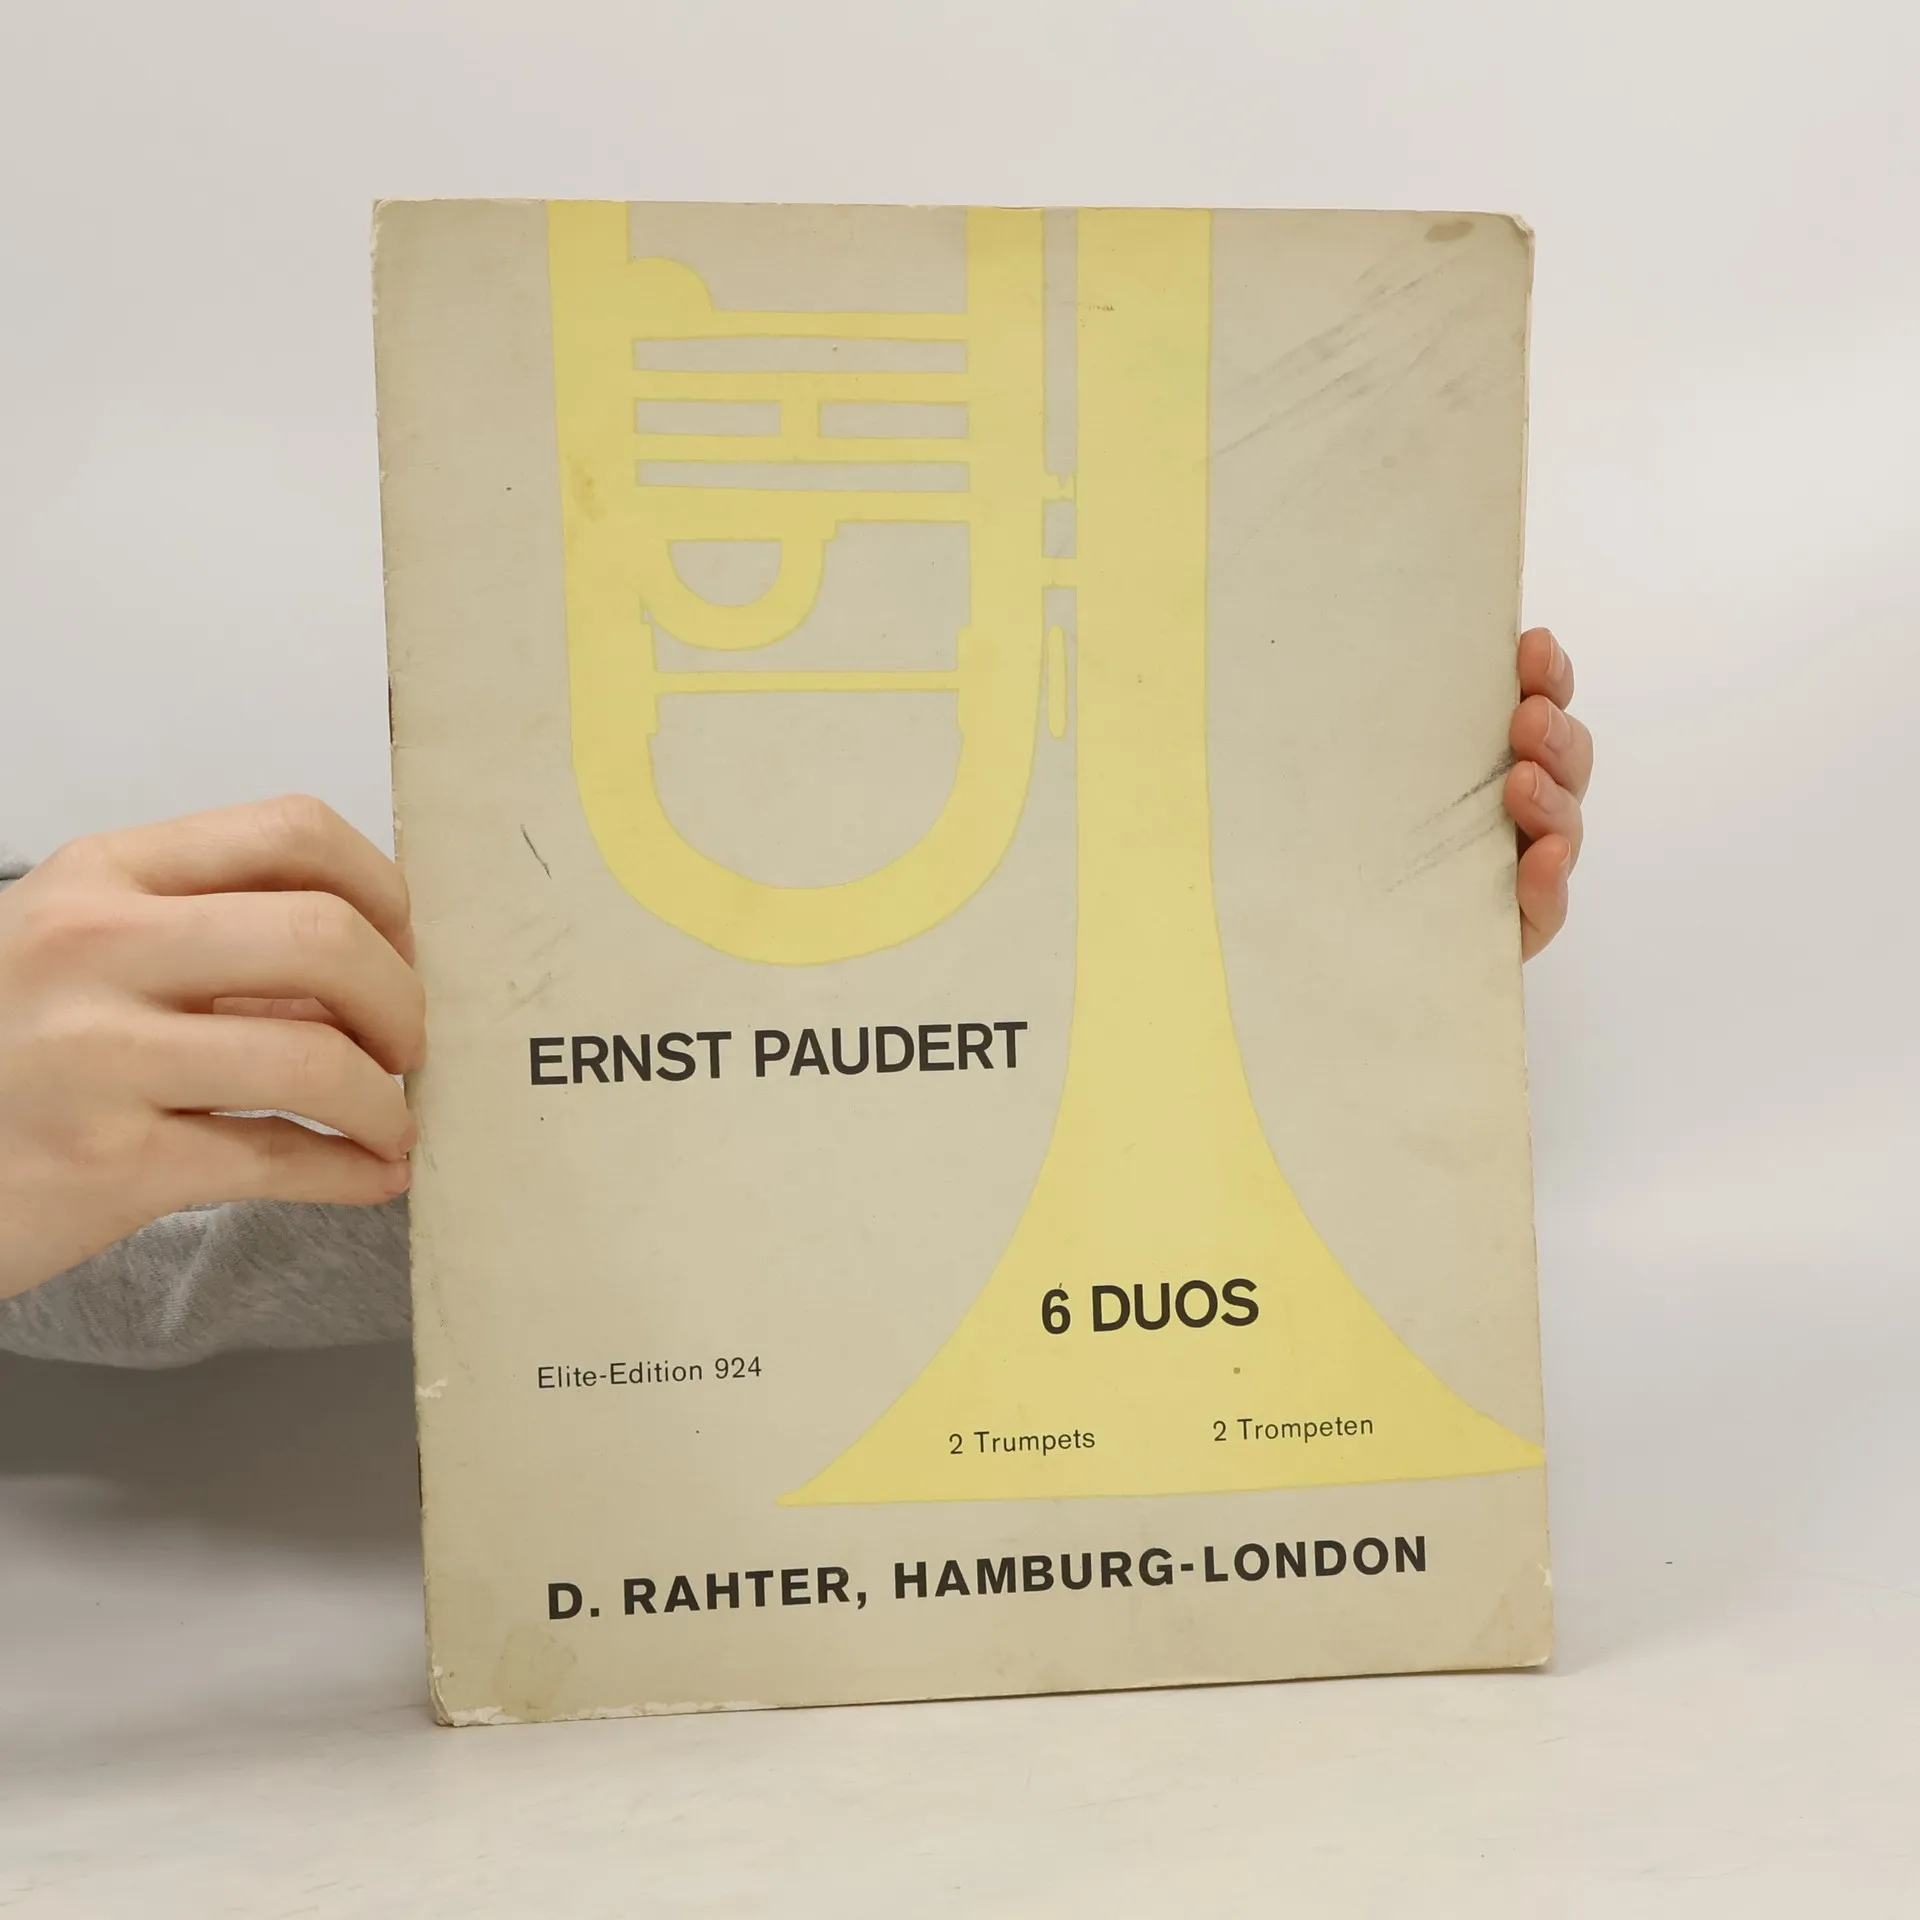 ERNST PAUDERT
6 DUOS
Elite-Edition 924
2 Trumpets 2 Trompeten
D. RAHTER, HAMBURG-LONDON